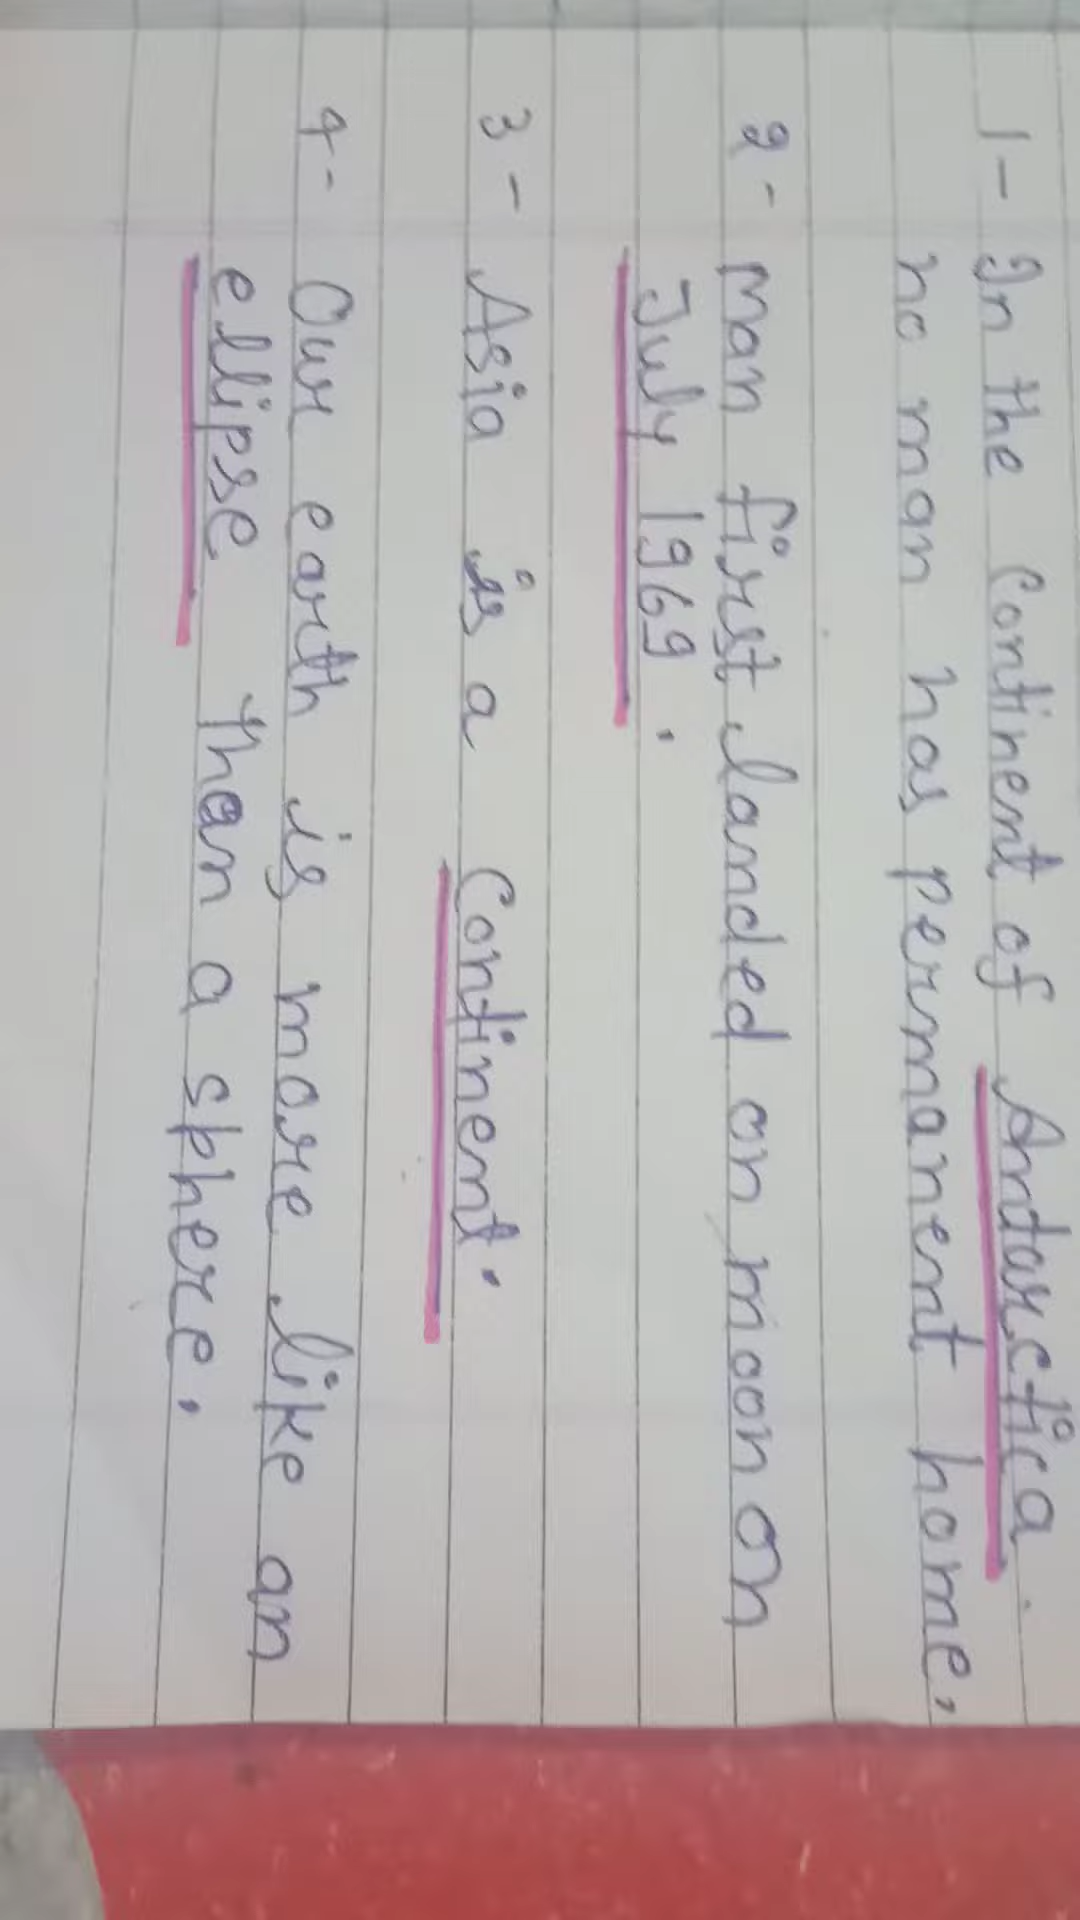 1- In the Continent of Antarctica
no man has permanent home.
2- Man first landed on moon on
July 1969.
3- Asia is a Continent.
4- Our earth is more like an
ellipse than a sphere.